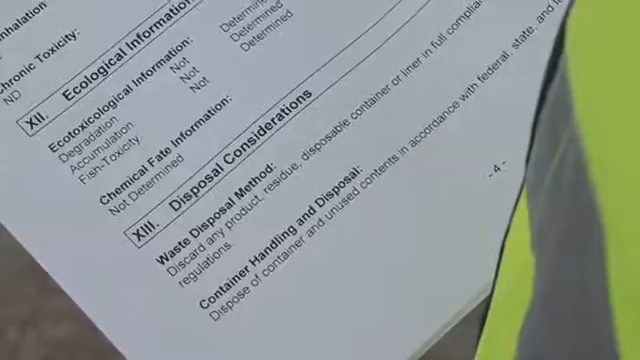 Inhalation
Chronic Toxicity:
ND
XII. Ecological Information
Ecotoxicological Information:
Degradation: Not Determined
Accumulation Not Determined
Fish-Toxicity Not Determined
Chemical Fate Information:
Not Determined
XIII. Disposal Considerations
Waste Disposal Method:
Discard any product, residue, disposable container or liner in full
regulations.
Container Handling and Disposal:
Dispose of container and unused contents in accordance with federal, state, and
- 4 -